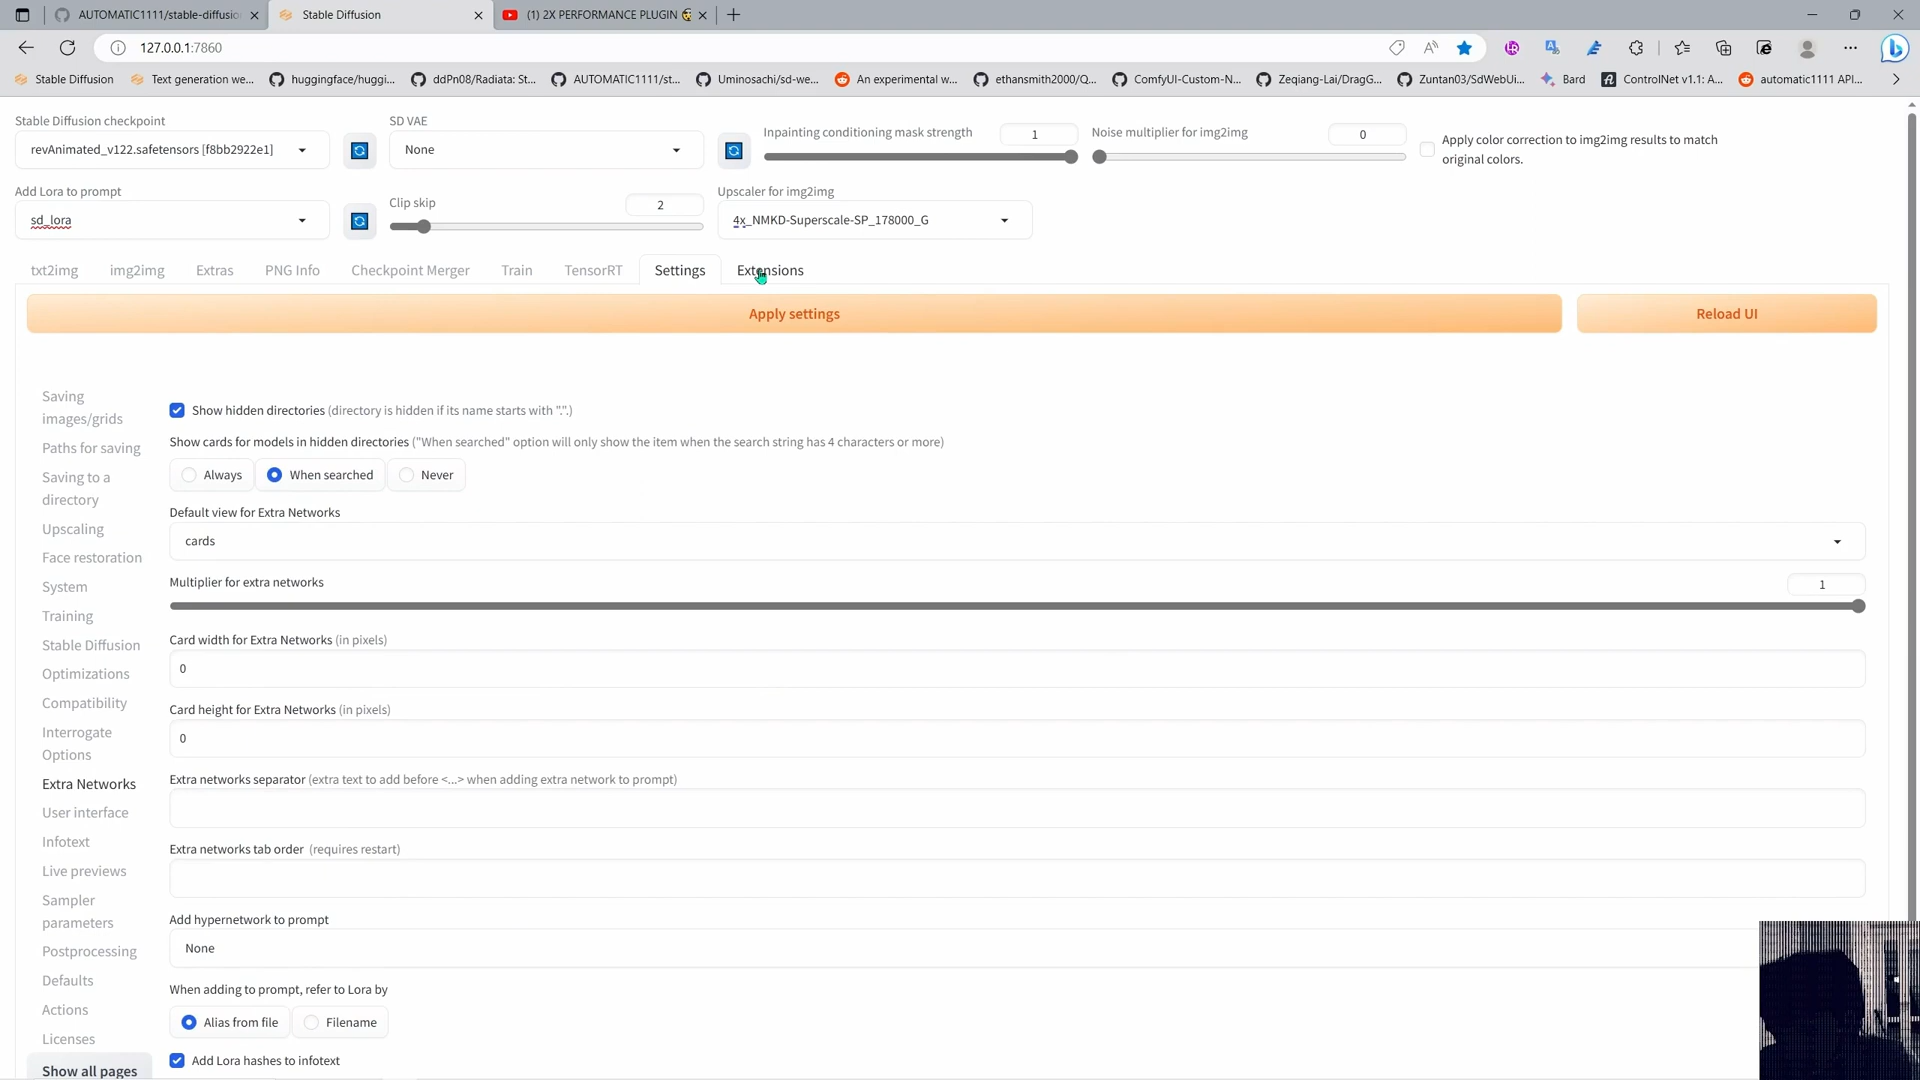 AUTOMATIC1111/stable-diffusio
Stable Diffusion
(1) 2X PERFORMANCE PLUGIN
127.0.0.1:7860
Stable Diffusion
Text generation we...
huggingface/huggi...
ddPn08/Radiata: St...
AUTOMATIC1111/st...
Uminosachi/sd-we...
An experimental w...
ethansmith2000/Q...
ComfyUI-Custom-N...
Zeqiang-Lai/DragG...
Zuntan03/SdWebUi...
Bard
ControlNet v1.1: A...
automatic1111 API...
Stable Diffusion checkpoint
revAnimated_v122.safetensors [f8bb2922e1]
SD VAE
None
Inpainting conditioning mask strength
1
Noise multiplier for img2img
0
Apply color correction to img2img results to match
original colors.
Add Lora to prompt
sd_lora
Clip skip
2
Upscaler for img2img
4x_NMKD-Superscale-SP_178000_G
txt2img
img2img
Extras
PNG Info
Checkpoint Merger
Train
TensorRT
Settings
Extensions
Apply settings
Reload UI
Saving
images/grids
Paths for saving
Saving to a
directory
Upscaling
Face restoration
System
Training
Stable Diffusion
Optimizations
Compatibility
Interrogate
Options
Extra Networks
User interface
Infotext
Live previews
Sampler
parameters
Postprocessing
Defaults
Actions
Licenses
Show all pages
Show hidden directories (directory is hidden if its name starts with ".".)
Show cards for models in hidden directories ("When searched" option will only show the item when the search string has 4 characters or more)
Always
When searched
Never
Default view for Extra Networks
cards
Multiplier for extra networks
1
Card width for Extra Networks (in pixels)
0
Card height for Extra Networks (in pixels)
0
Extra networks separator (extra text to add before <...> when adding extra network to prompt)
Extra networks tab order (requires restart)
Add hypernetwork to prompt
None
When adding to prompt, refer to Lora by
Alias from file
Filename
Add Lora hashes to infotext